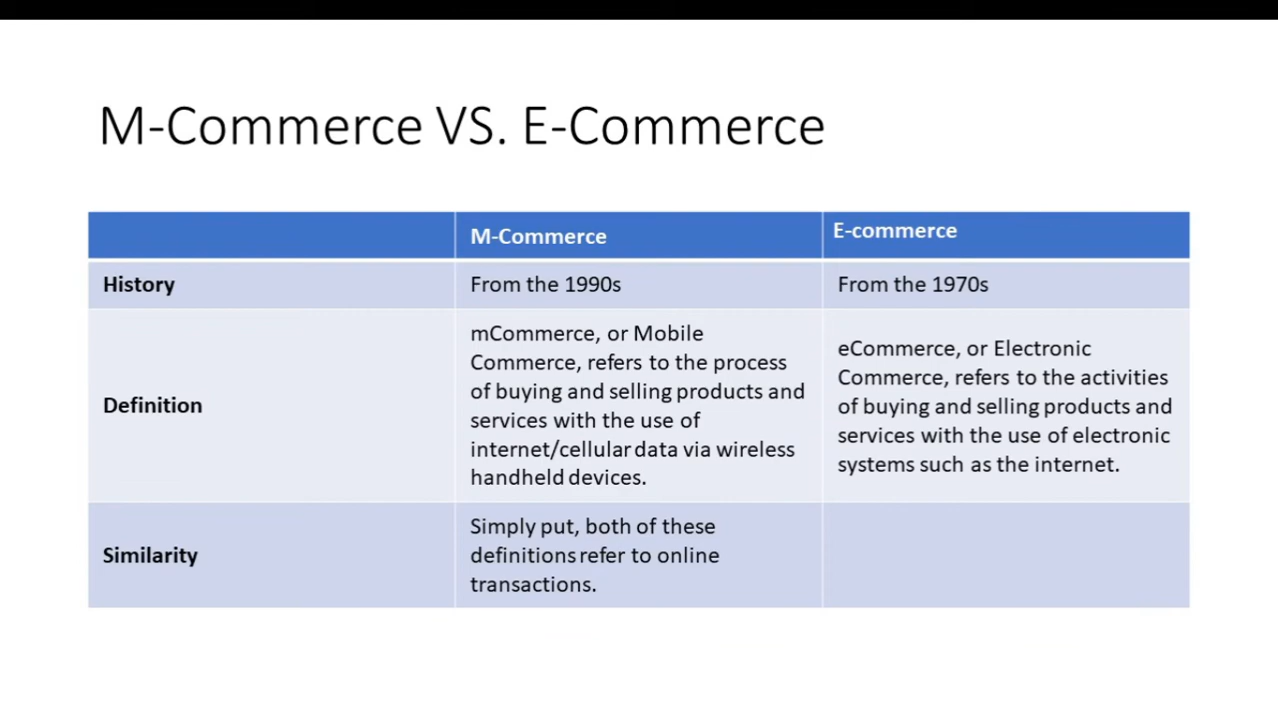 M-Commerce VS. E-Commerce
M-Commerce
E-commerce
History
From the 1990s
From the 1970s
Definition
mCommerce, or Mobile
Commerce, refers to the process
of buying and selling products and
services with the use of
internet/cellular data via wireless
handheld devices.
eCommerce, or Electronic
Commerce, refers to the activities
of buying and selling products and
services with the use of electronic
systems such as the internet.
Similarity
Simply put, both of these
definitions refer to online
transactions.